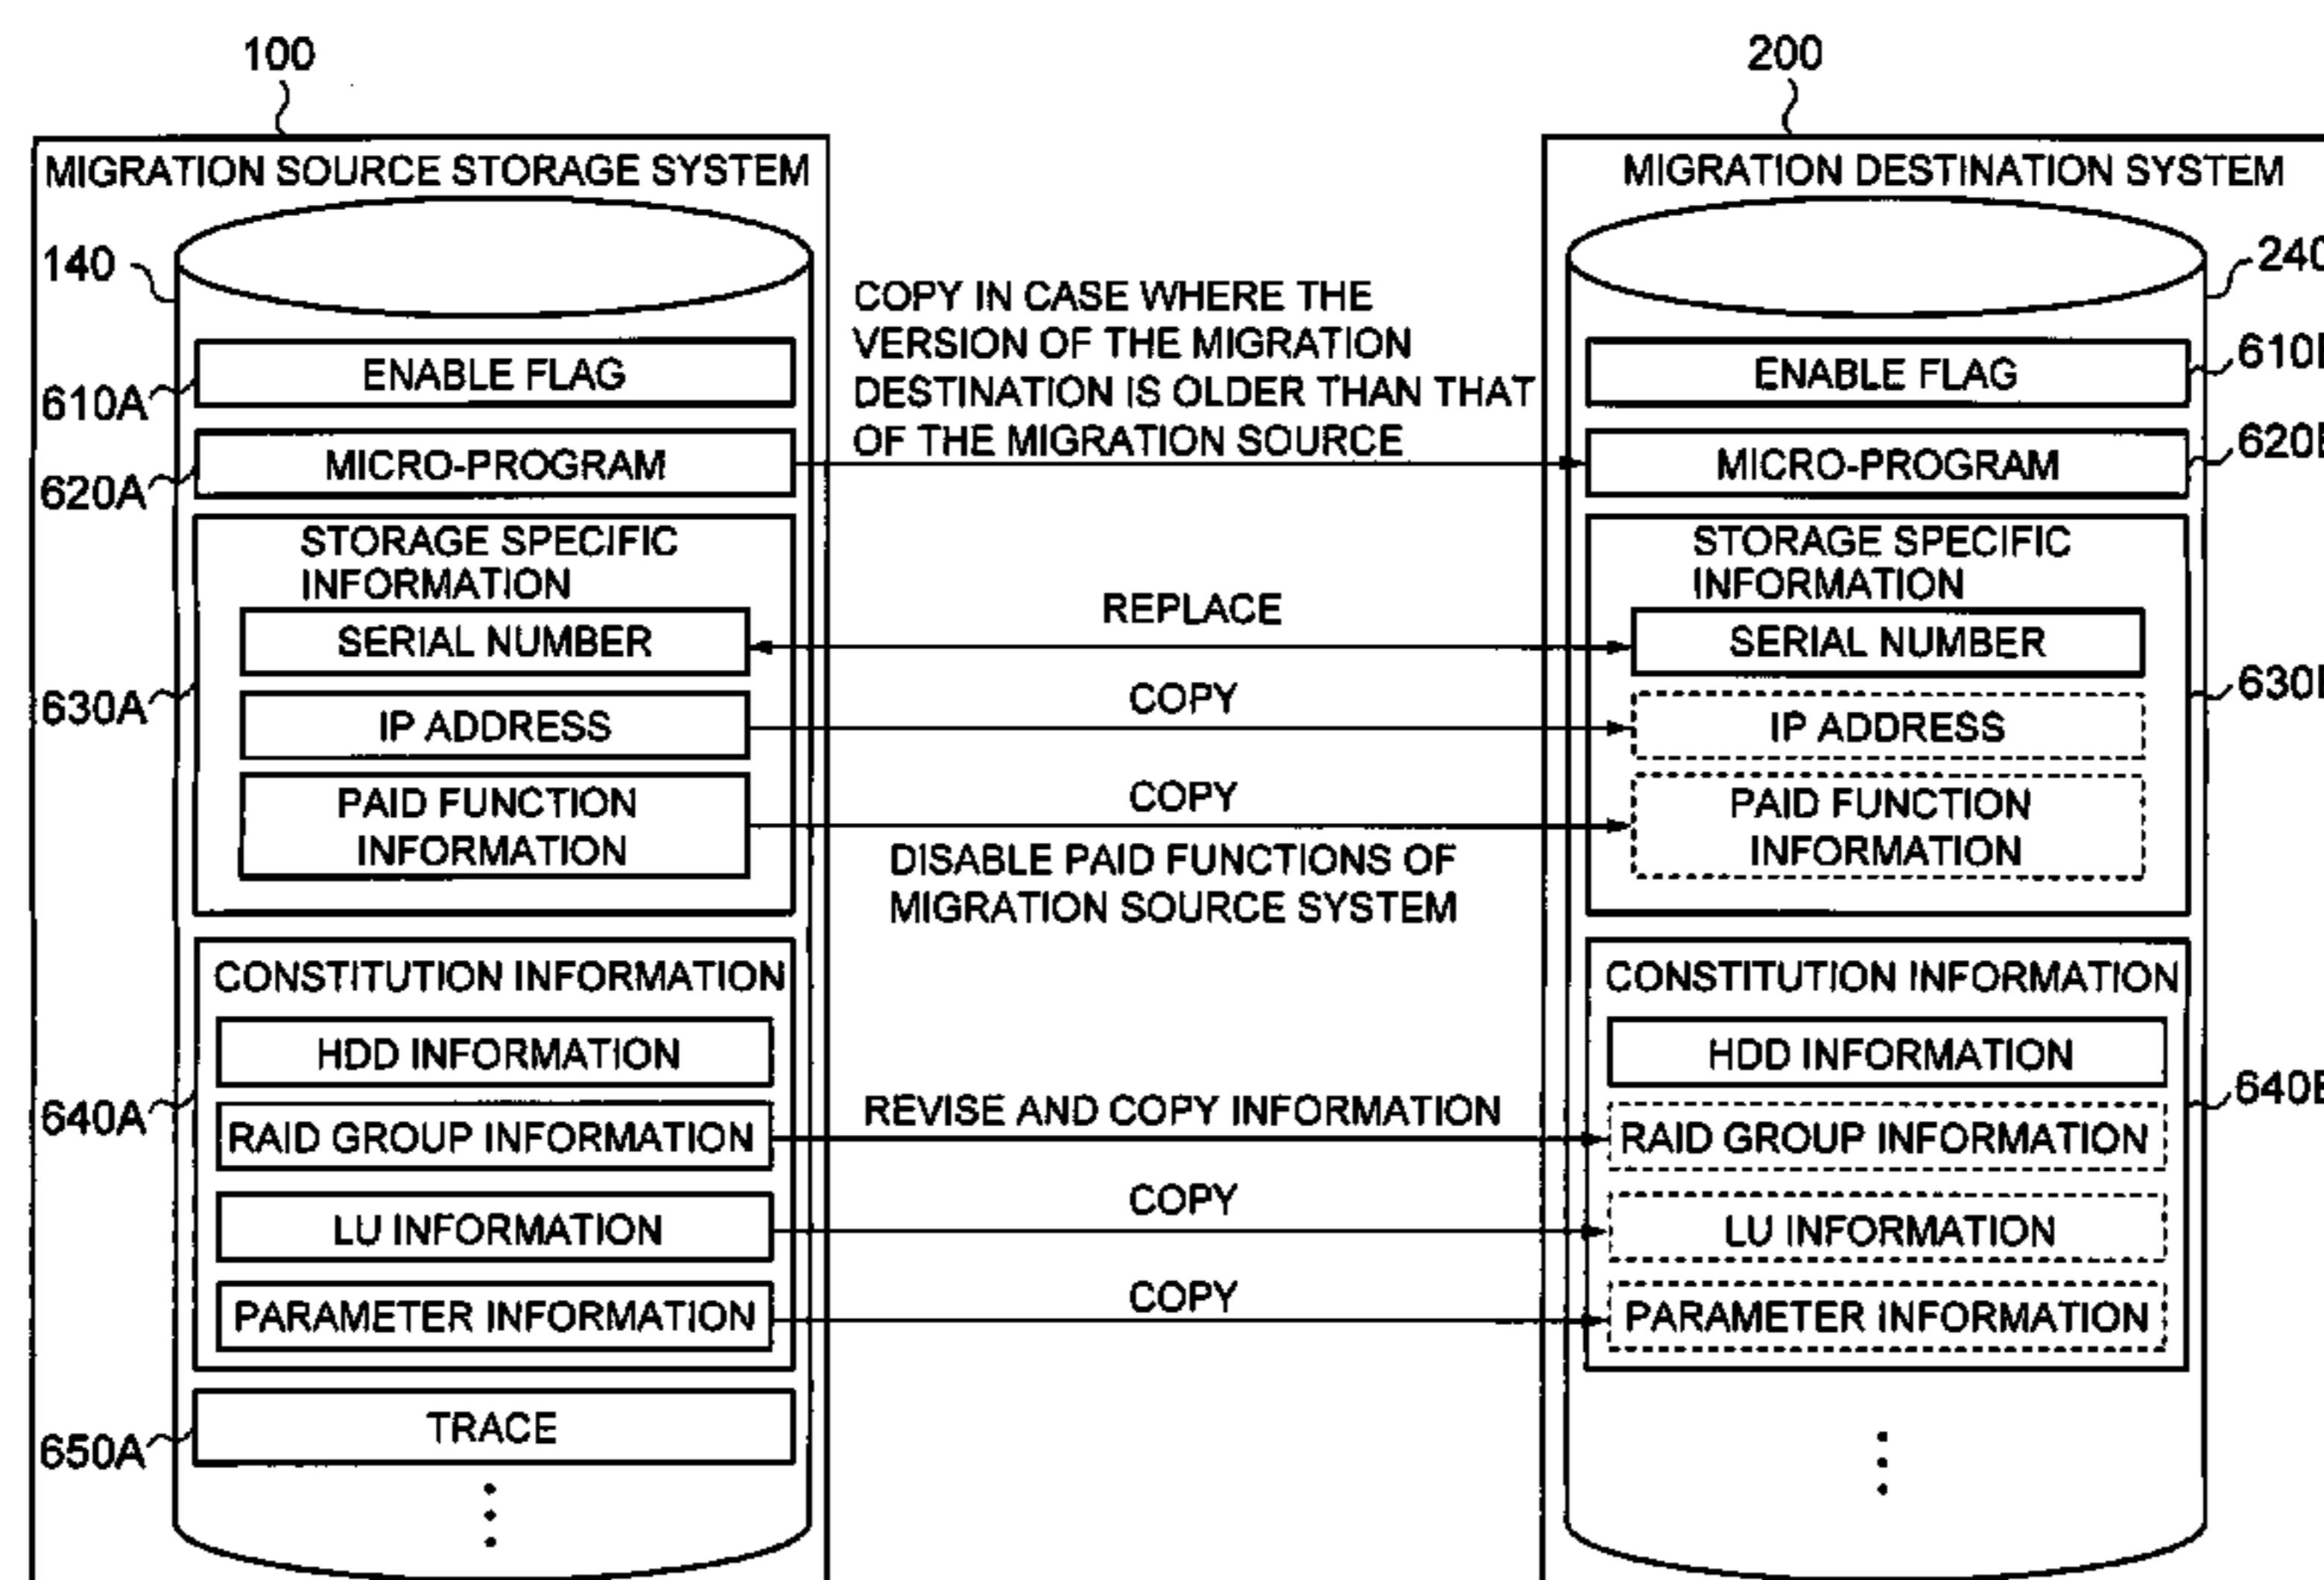 100
200
MIGRATION SOURCE STORAGE SYSTEM
MIGRATION DESTINATION SYSTEM
140
240
COPY IN CASE WHERE THE
VERSION OF THE MIGRATION
DESTINATION IS OLDER THAN THAT
OF THE MIGRATION SOURCE
ENABLE FLAG
610A
ENABLE FLAG
MICRO-PROGRAM
620A
MICRO-PROGRAM
STORAGE SPECIFIC
INFORMATION
STORAGE SPECIFIC
INFORMATION
SERIAL NUMBER
REPLACE
SERIAL NUMBER
630A
IP ADDRESS
COPY
IP ADDRESS
PAID FUNCTION
INFORMATION
COPY
DISABLE PAID FUNCTIONS OF
MIGRATION SOURCE SYSTEM
PAID FUNCTION
INFORMATION
CONSTITUTION INFORMATION
CONSTITUTION INFORMATION
HDD INFORMATION
HDD INFORMATION
640A
640B
RAID GROUP INFORMATION
REVISE AND COPY INFORMATION
RAID GROUP INFORMATION
LU INFORMATION
COPY
LU INFORMATION
PARAMETER INFORMATION
COPY
PARAMETER INFORMATION
TRACE
650A